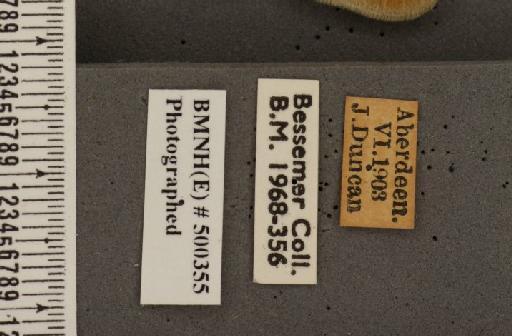 Aberdeen.
VI.1903
J.Duncan
Bessemer Coll.
B.M. 1968-356
BMNH(E) # 500355
Photographed